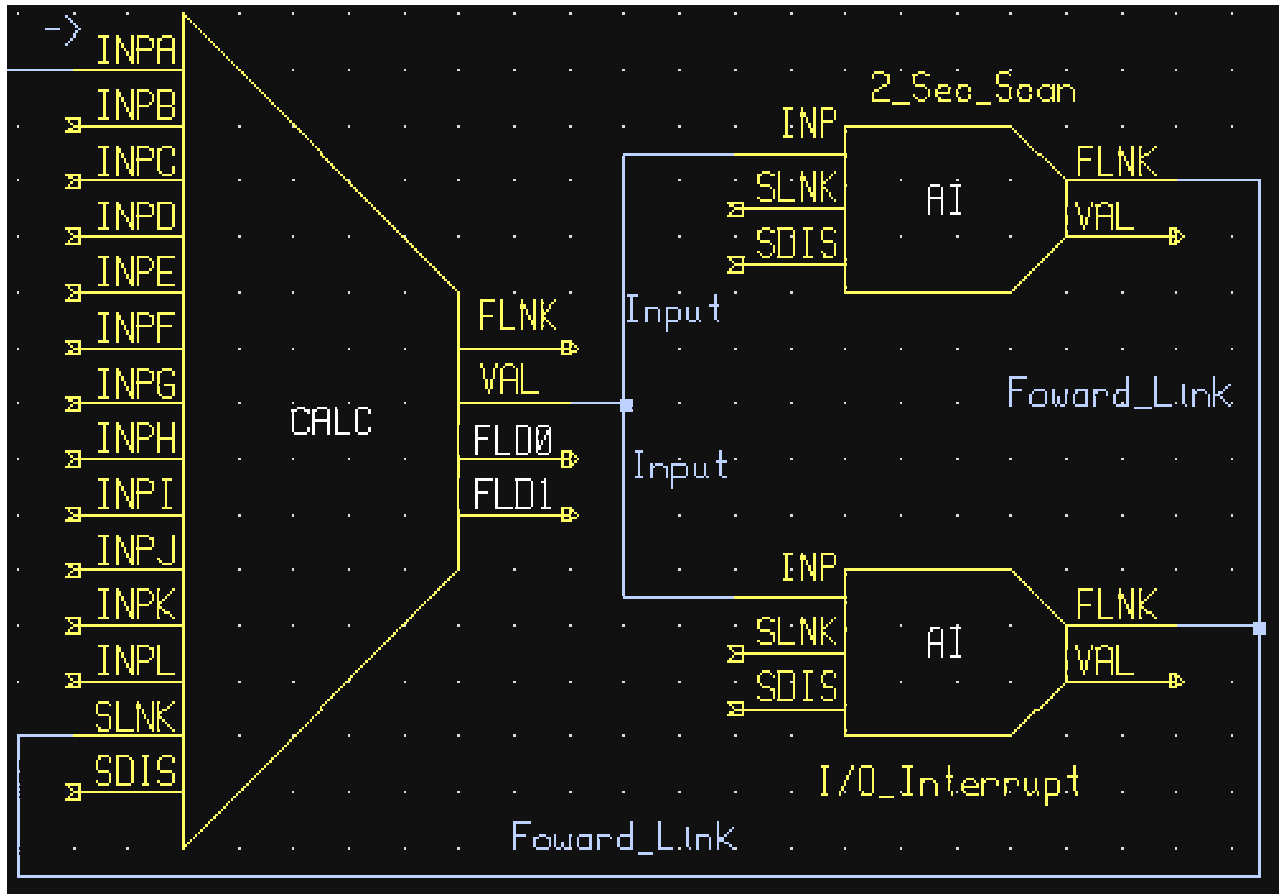 ->
INPA
INPB
INPC
INPD
INPE
INPF
INPG
INPH
INPI
INPJ
INPK
INPL
SLNK
SDIS
CALC
FLNK
VAL
FLD0
FLD1
Input
Input
2_Sec_Scan
INP
SLNK
SDIS
AI
FLNK
VAL
Foward_Link
INP
SLNK
SDIS
AI
FLNK
VAL
I/O_Interrupt
Foward_Link